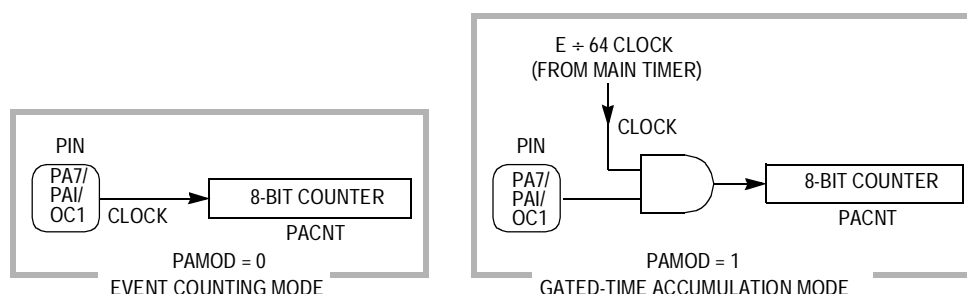 PIN
PA7/
PAI/
OC1
CLOCK
8-BIT COUNTER
PACNT
PAMOD = 0
EVENT COUNTING MODE
E ÷ 64 CLOCK
(FROM MAIN TIMER)
CLOCK
PIN
PA7/
PAI/
OC1
8-BIT COUNTER
PACNT
PAMOD = 1
GATED-TIME ACCUMULATION MODE